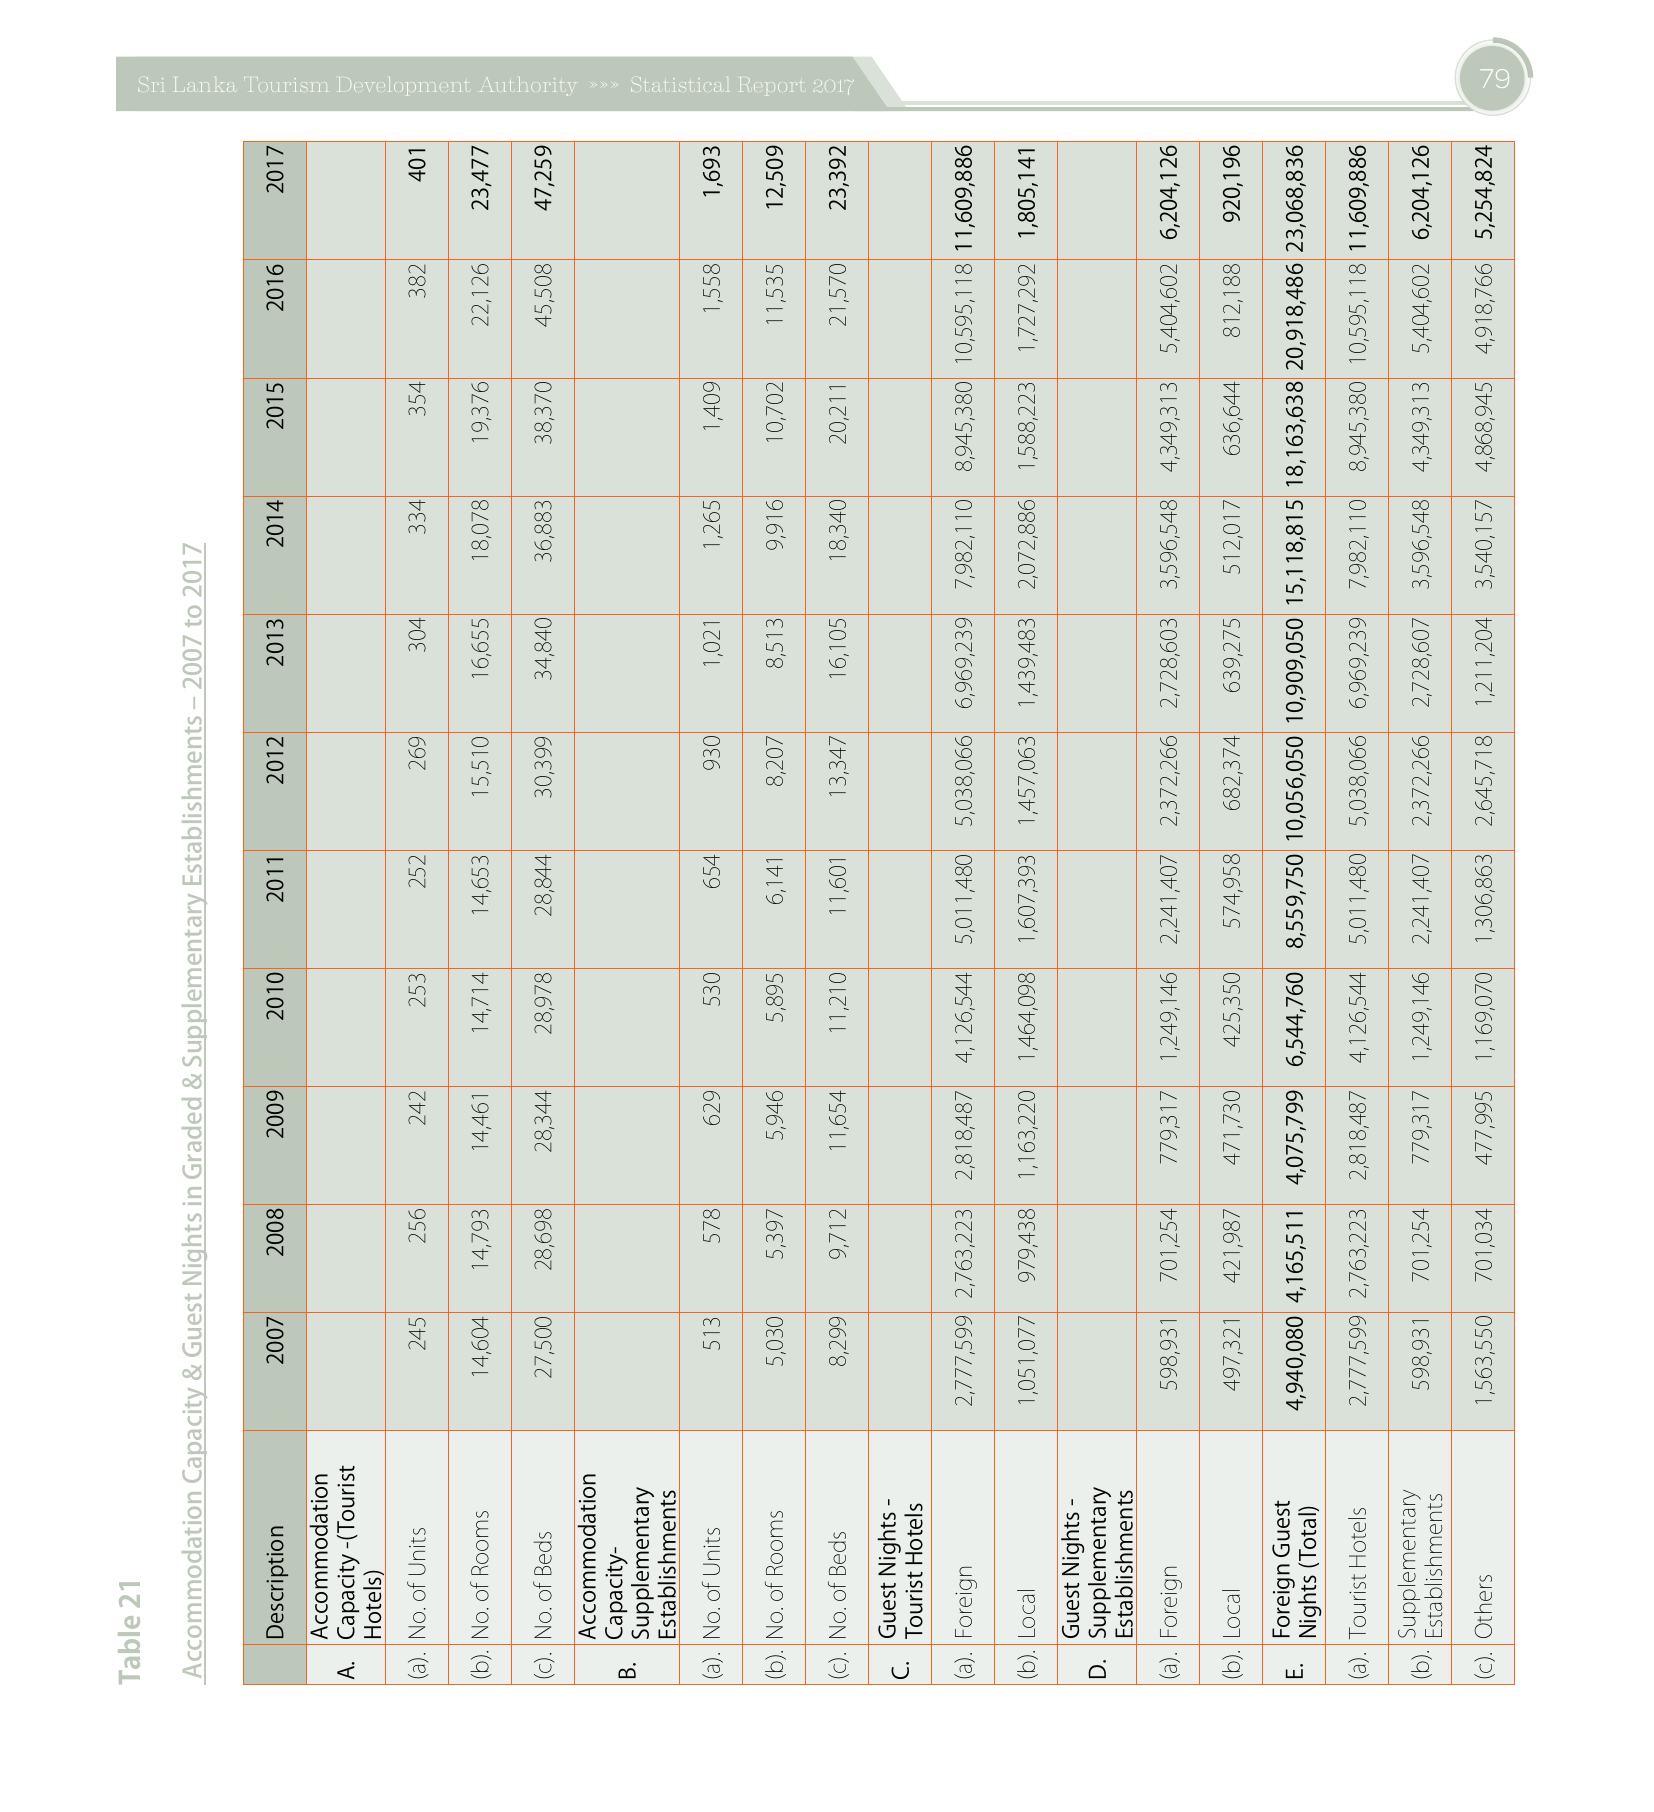 Sri Lanka Tourism Development Authority »»» Statistical Report 2017
79
Table 21
Accommodation Capacity & Guest Nights in Graded & Supplementary Establishments – 2007 to 2017
Description 2007 2008 2009 2010 2011 2012 2013 2014 2015 2016 2017
A. Accommodation
Capacity -(Tourist
Hotels)
(a). No. of Units 245 256 242 253 252 269 304 334 354 382 401
(b). No. of Rooms 14,604 14,793 14,461 14,714 14,653 15,510 16,655 18,078 19,376 22,126 23,477
(c). No. of Beds 27,500 28,698 28,344 28,978 28,844 30,399 34,840 36,883 38,370 45,508 47,259
B. Accommodation
Capacity-
Supplementary
Establishments
(a). No. of Units 513 578 629 530 654 930 1,021 1,265 1,409 1,558 1,693
(b). No. of Rooms 5,030 5,397 5,946 5,895 6,141 8,207 8,513 9,916 10,702 11,535 12,509
(c). No. of Beds 8,299 9,712 11,654 11,210 11,601 13,347 16,105 18,340 20,211 21,570 23,392
C. Guest Nights -
Tourist Hotels
(a). Foreign 2,777,599 2,763,223 2,818,487 4,126,544 5,011,480 5,038,066 6,969,239 7,982,110 8,945,380 10,595,118 11,609,886
(b). Local 1,051,077 979,438 1,163,220 1,464,098 1,607,393 1,457,063 1,439,483 2,072,886 1,588,223 1,727,292 1,805,141
D. Guest Nights -
Supplementary
Establishments
(a). Foreign 598,931 701,254 779,317 1,249,146 2,241,407 2,372,266 2,728,603 3,596,548 4,349,313 5,404,602 6,204,126
(b). Local 497,321 421,987 471,730 425,350 574,958 682,374 639,275 512,017 636,644 812,188 920,196
E. Foreign Guest
Nights (Total) 4,940,080 4,165,511 4,075,799 6,544,760 8,559,750 10,056,050 10,909,050 15,118,815 18,163,638 20,918,486 23,068,836
(a). Tourist Hotels 2,777,599 2,763,223 2,818,487 4,126,544 5,011,480 5,038,066 6,969,239 7,982,110 8,945,380 10,595,118 11,609,886
(b). Supplementary
Establishments 598,931 701,254 779,317 1,249,146 2,241,407 2,372,266 2,728,607 3,596,548 4,349,313 5,404,602 6,204,126
(c). Others 1,563,550 701,034 477,995 1,169,070 1,306,863 2,645,718 1,211,204 3,540,157 4,868,945 4,918,766 5,254,824